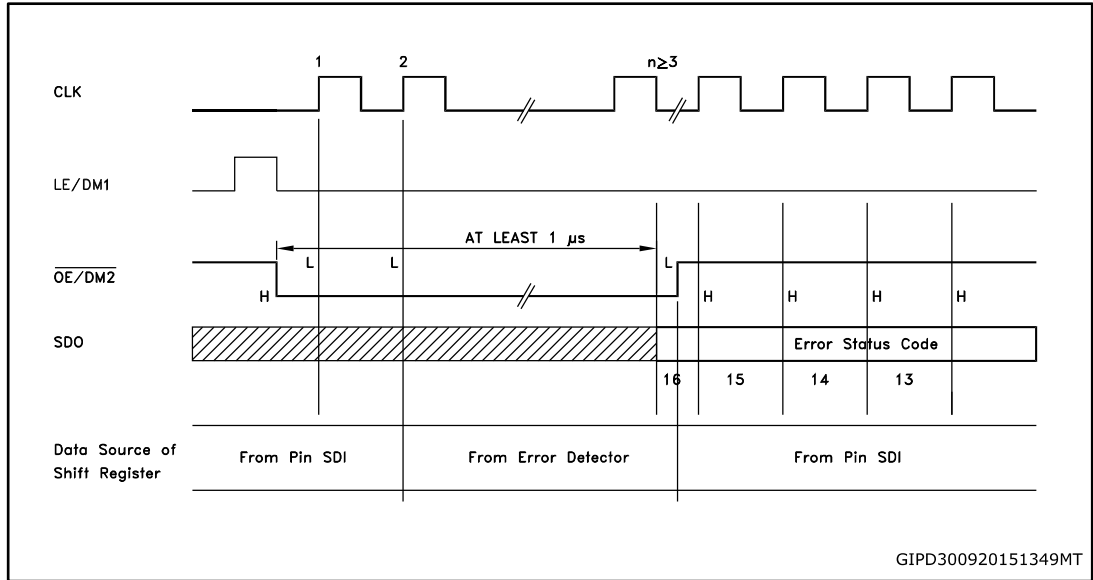 1 2 n≥3
CLK
LE/DM1
AT LEAST 1 µs
L L L
OE/DM2
H H H H H
SDO
Error Status Code
16 15 14 13
Data Source of
Shift Register
From Pin SDI From Error Detector From Pin SDI
GIPD300920151349MT